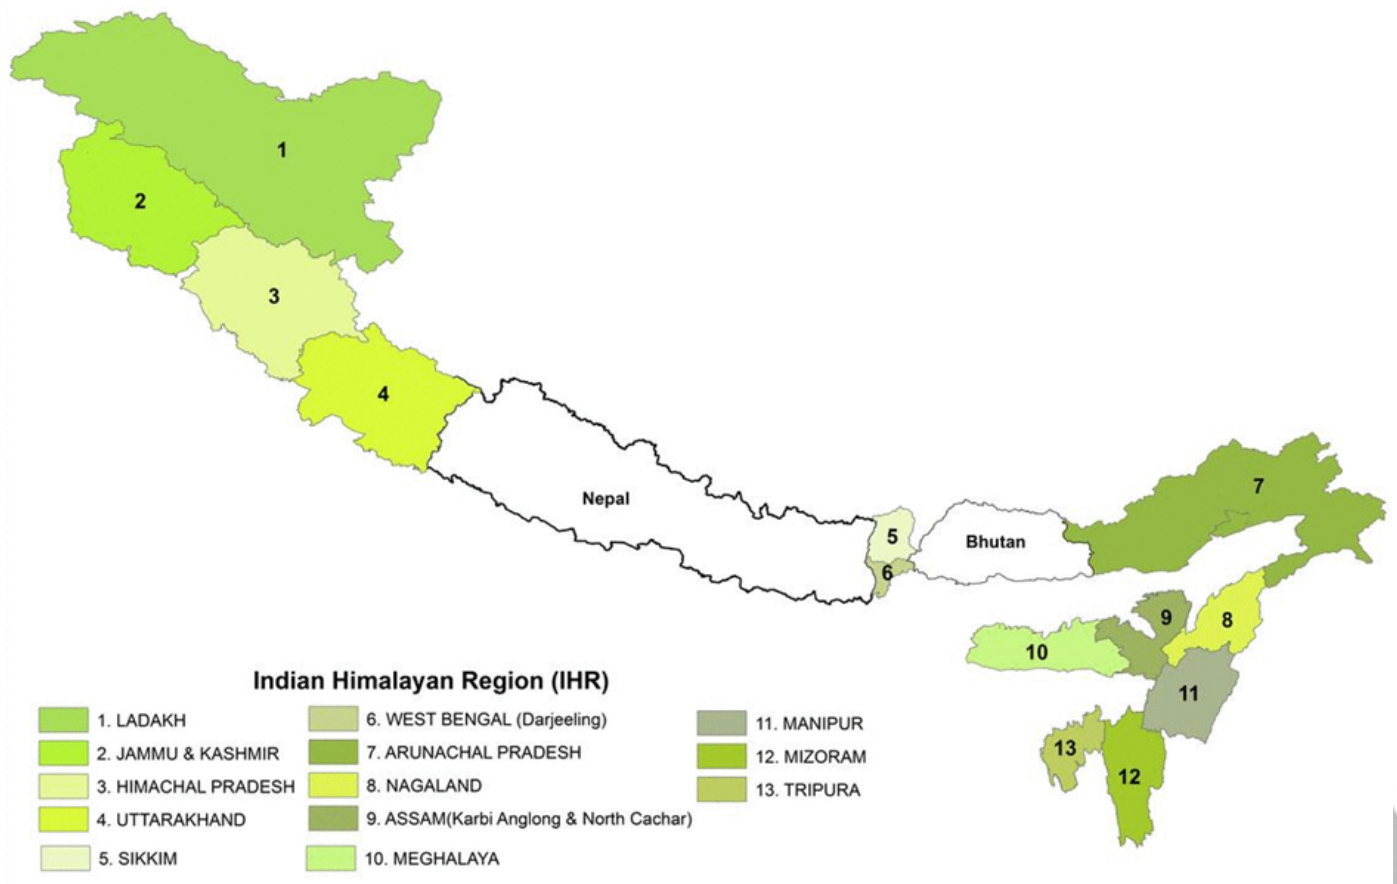 1
2
3
4
Nepal
5
6
Bhutan
7
8
9
10
11
12
13
Indian Himalayan Region (IHR)
1. LADAKH
2. JAMMU & KASHMIR
3. HIMACHAL PRADESH
4. UTTARAKHAND
5. SIKKIM
6. WEST BENGAL (Darjeeling)
7. ARUNACHAL PRADESH
8. NAGALAND
9. ASSAM(Karbi Anglong & North Cachar)
10. MEGHALAYA
11. MANIPUR
12. MIZORAM
13. TRIPURA